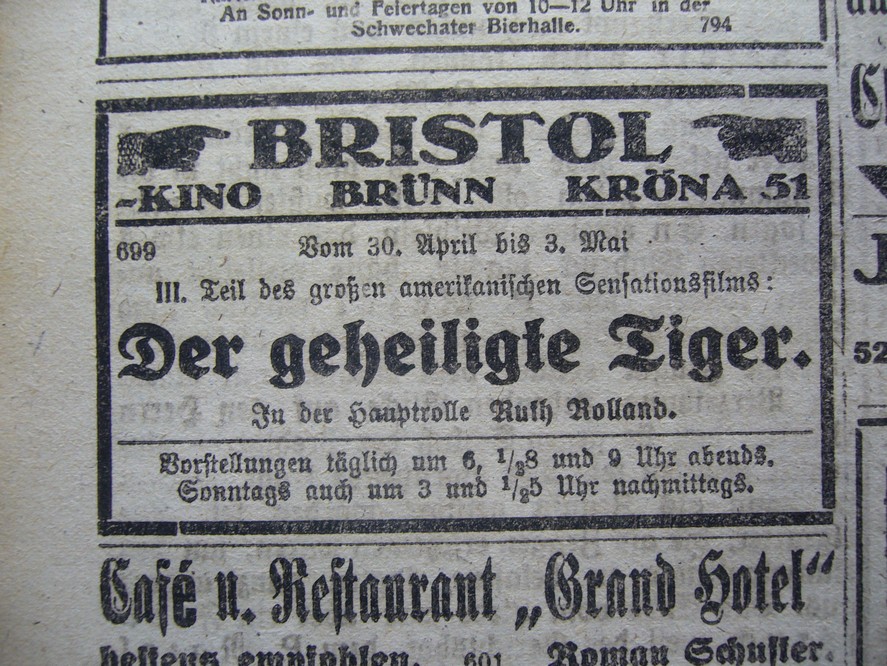 An Sonn- und Feiertagen von 10—12 Uhr in der
Schwechater Bierhalle. 794
BRISTOL
-KINO BRÜNN KRÖNA 51
699 Vom 30. April bis 3. Mai
III. Teil des großen amerikanischen Sensationsfilms:
Der geheiligte Tiger.
In der Hauptrolle Ruth Rolland.
Vorstellungen täglich um 6, 1/28 und 9 Uhr abends.
Sonntags auch um 3 und 1/25 Uhr nachmittags.
Café u. Restaurant „Grand Hotel“
bestens empfohlen. 601 Roman Schuster.
52